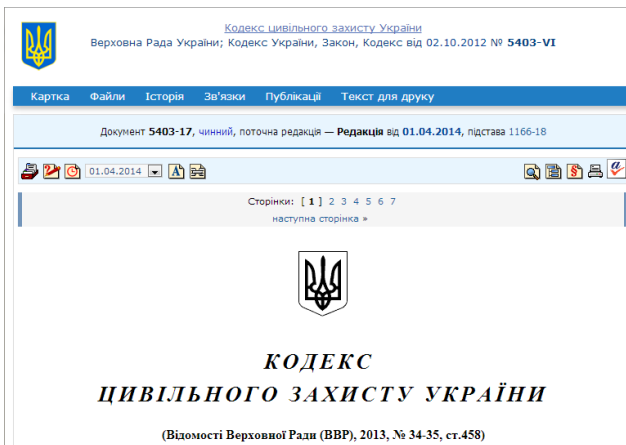 Кодекс цивільного захисту України
Верховна Рада України; Кодекс України, Закон, Кодекс від 02.10.2012 № 5403-VI
Картка Файли Історія Зв'язки Публікації Текст для друку
Документ 5403-17, чинний, поточна редакція — Редакція від 01.04.2014, підстава 1166-18
01.04.2014
Сторінки: [ 1 ] 2 3 4 5 6 7
наступна сторінка »
КОДЕКС
ЦИВІЛЬНОГО ЗАХИСТУ УКРАЇНИ
(Відомості Верховної Ради (ВВР), 2013, № 34-35, ст.458)